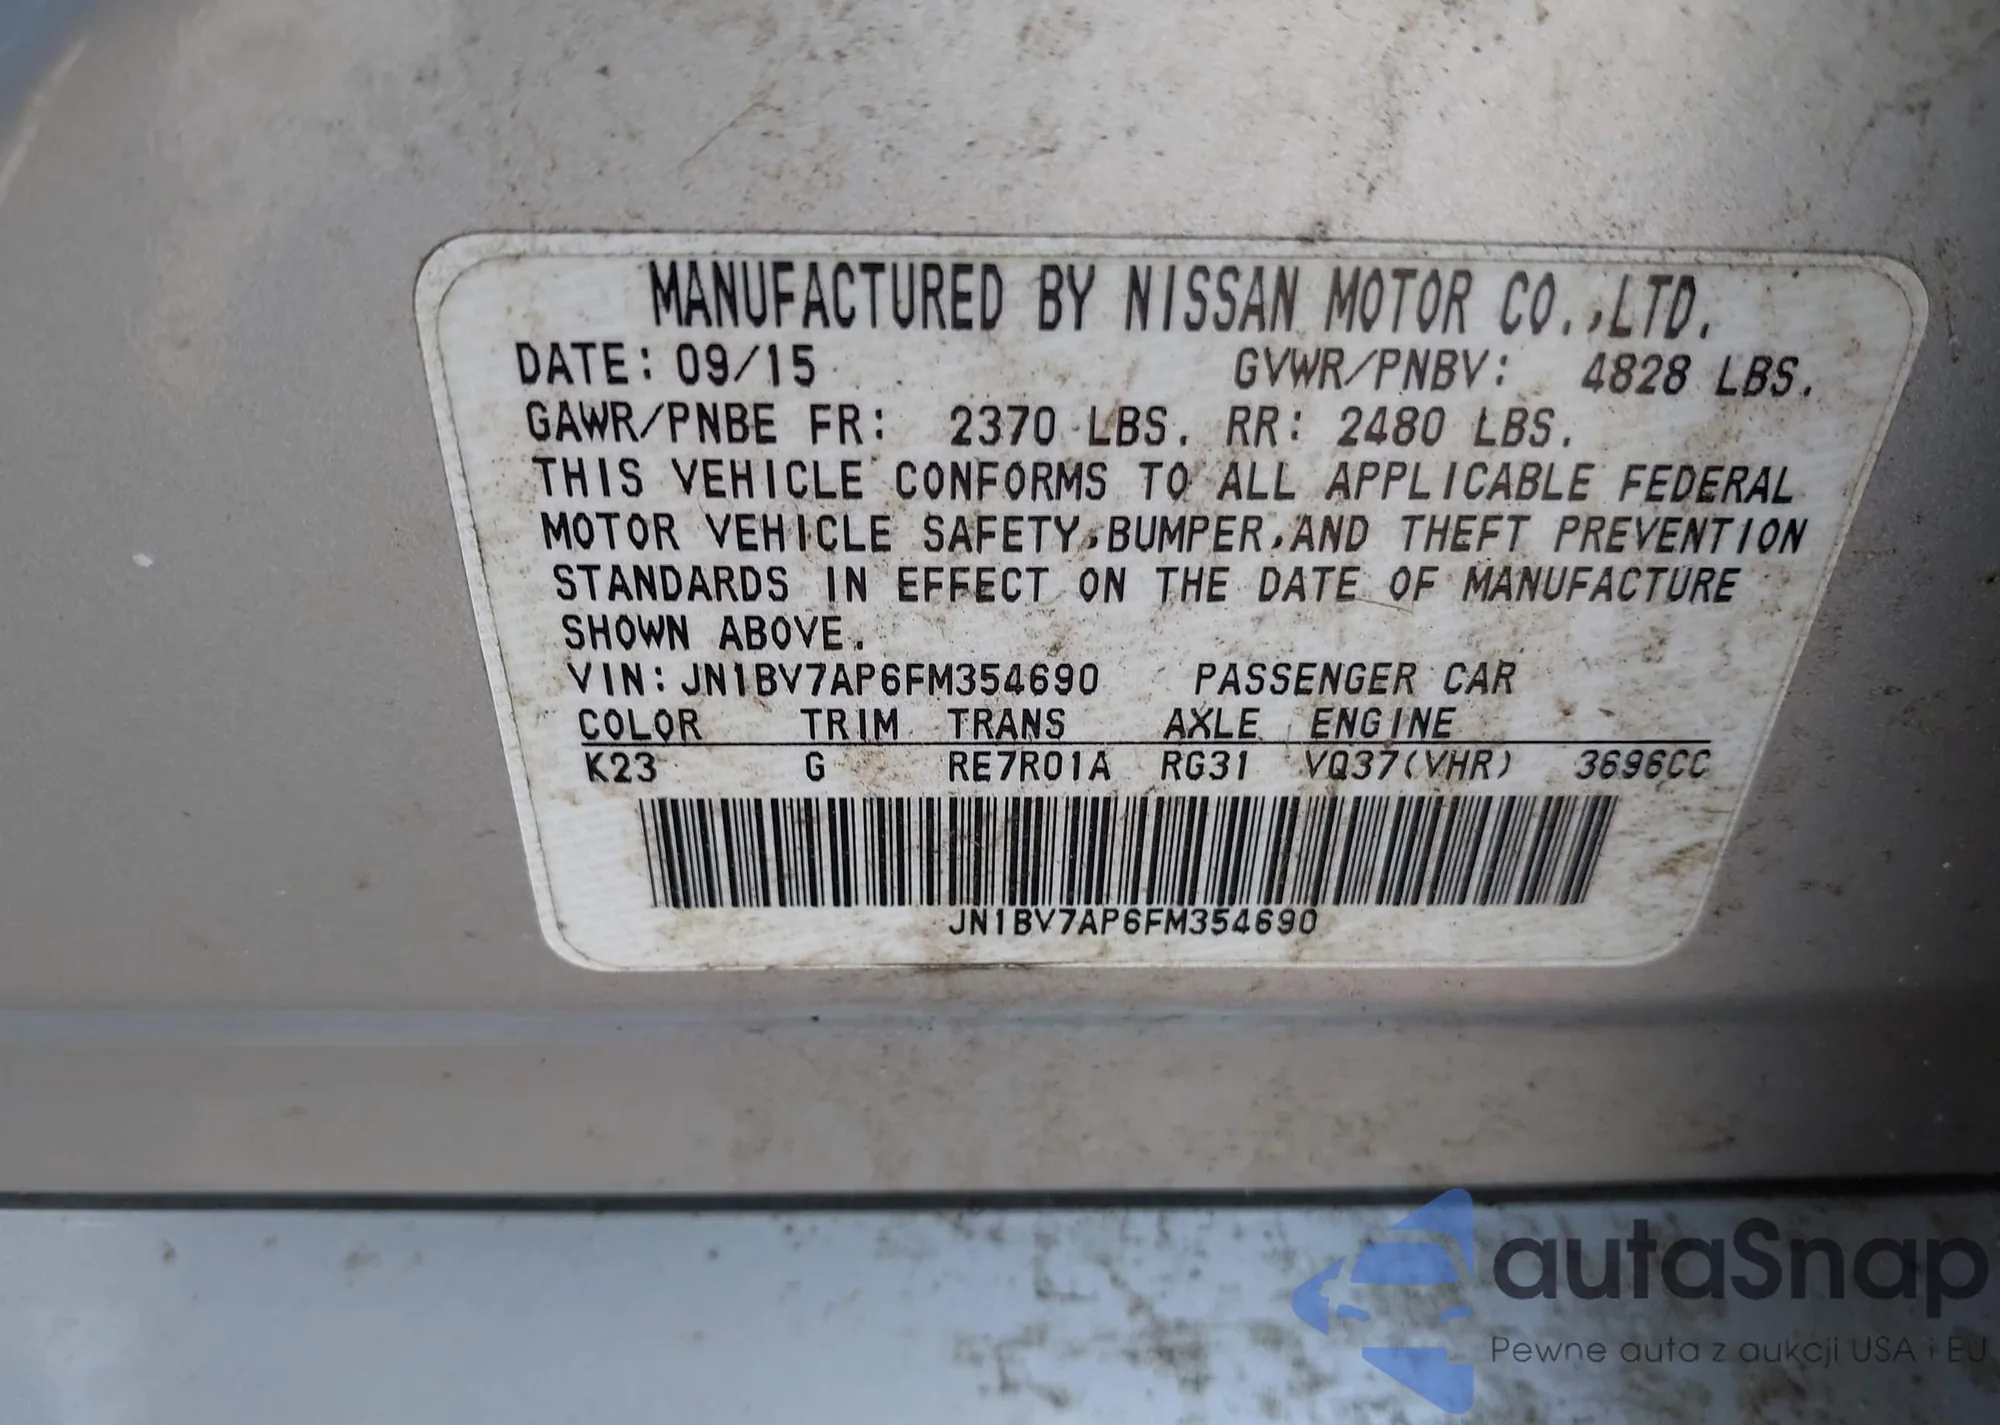 MANUFACTURED BY NISSAN MOTOR CO.,LTD.
DATE: 09/15 GVWR/PNBV: 4828 LBS.
GAWR/PNBE FR: 2370 LBS. RR: 2480 LBS.
THIS VEHICLE CONFORMS TO ALL APPLICABLE FEDERAL
MOTOR VEHICLE SAFETY,BUMPER,AND THEFT PREVENTION
STANDARDS IN EFFECT ON THE DATE OF MANUFACTURE
SHOWN ABOVE.
VIN: JN1BV7AP6FM354690 PASSENGER CAR
COLOR TRIM TRANS AXLE ENGINE
K23 G RE7R01A RG31 VQ37(VHR) 3696CC
JN1BV7AP6FM354690
autaSnap
Pewne auta z aukcji USA i EU